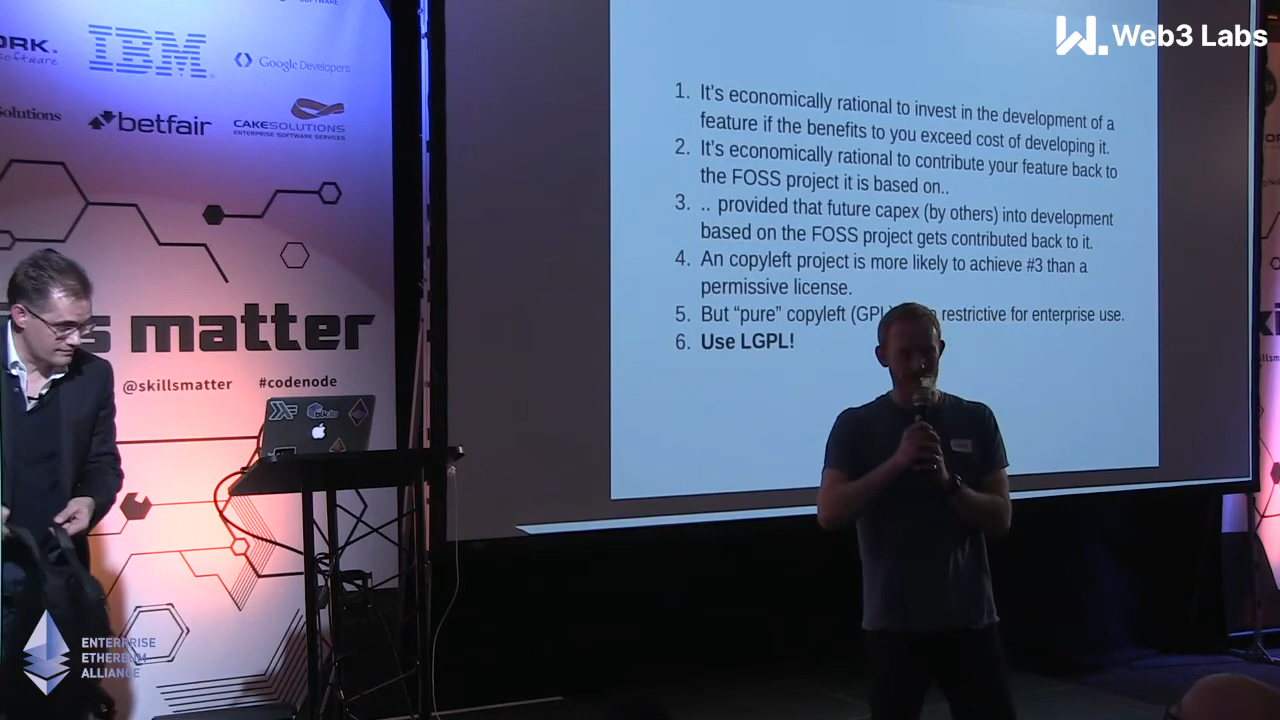 SOFTWARE
ORK.
software
IBM
Google Developers
Solutions
betfair
CAKESOLUTIONS
ENTERPRISE SOFTWARE SERVICES
s matter
@skillsmatter #codenode
ENTERPRISE
ETHEREUM
ALLIANCE
Web3 Labs
1. It's economically rational to invest in the development of a
feature if the benefits to you exceed cost of developing it.
2. It's economically rational to contribute your feature back to
the FOSS project it is based on..
3. .. provided that future capex (by others) into development
based on the FOSS project gets contributed back to it.
4. An copyleft project is more likely to achieve #3 than a
permissive license.
5. But “pure” copyleft (GPL) restrictive for enterprise use.
6. Use LGPL!